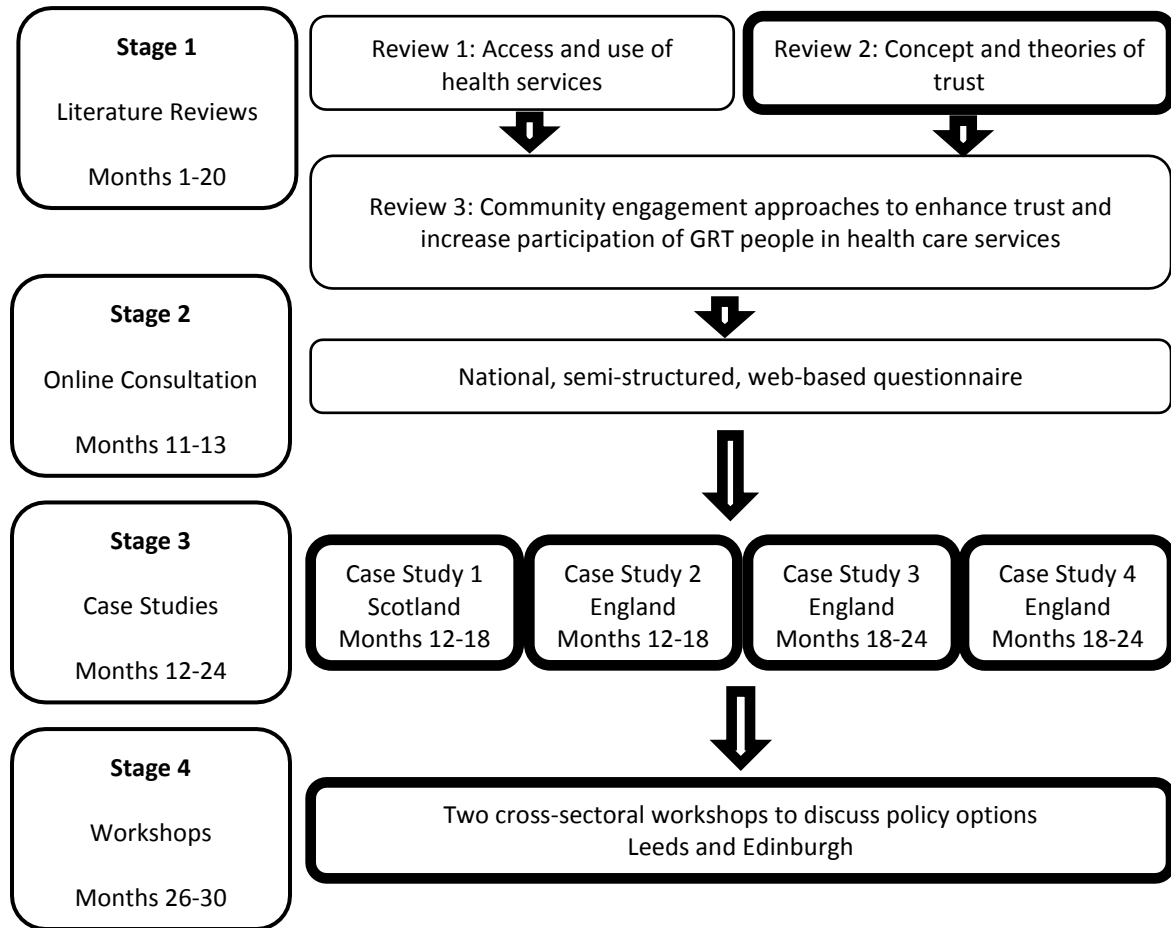 Stage 1
Literature Reviews
Months 1-20
Review 1: Access and use of
health services
Review 2: Concept and theories of
trust
Review 3: Community engagement approaches to enhance trust and
increase participation of GRT people in health care services
Stage 2
Online Consultation
Months 11-13
National, semi-structured, web-based questionnaire
Stage 3
Case Studies
Months 12-24
Case Study 1
Scotland
Months 12-18
Case Study 2
England
Months 12-18
Case Study 3
England
Months 18-24
Case Study 4
England
Months 18-24
Stage 4
Workshops
Months 26-30
Two cross-sectoral workshops to discuss policy options
Leeds and Edinburgh